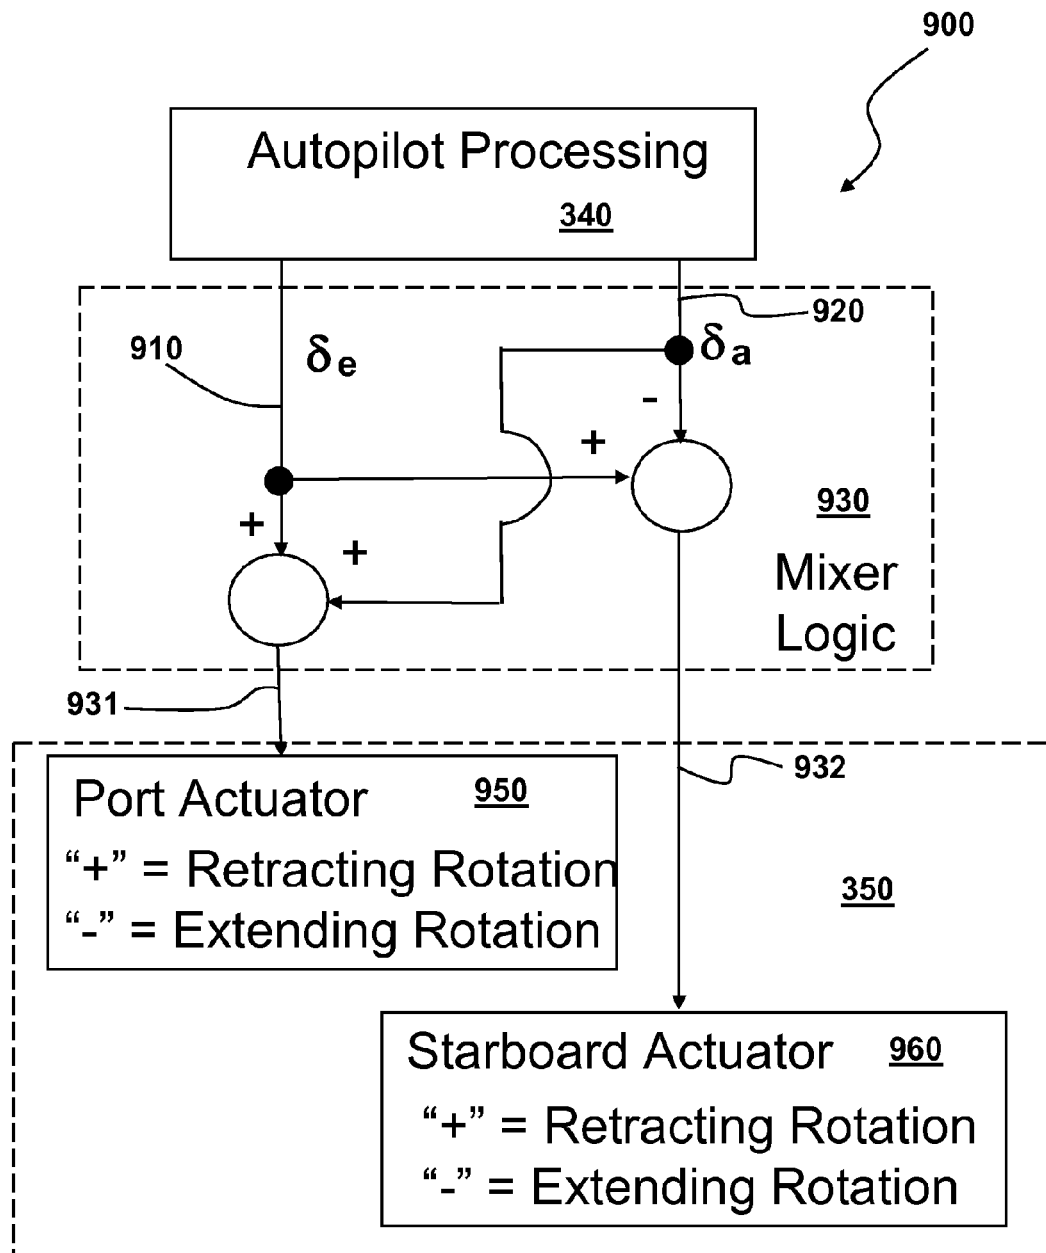 900
Autopilot Processing
340
920
910
δe
δa
-
+
+
+
930
Mixer
Logic
931
932
Port Actuator 950
“+” = Retracting Rotation
“-” = Extending Rotation
350
Starboard Actuator 960
“+” = Retracting Rotation
“-” = Extending Rotation